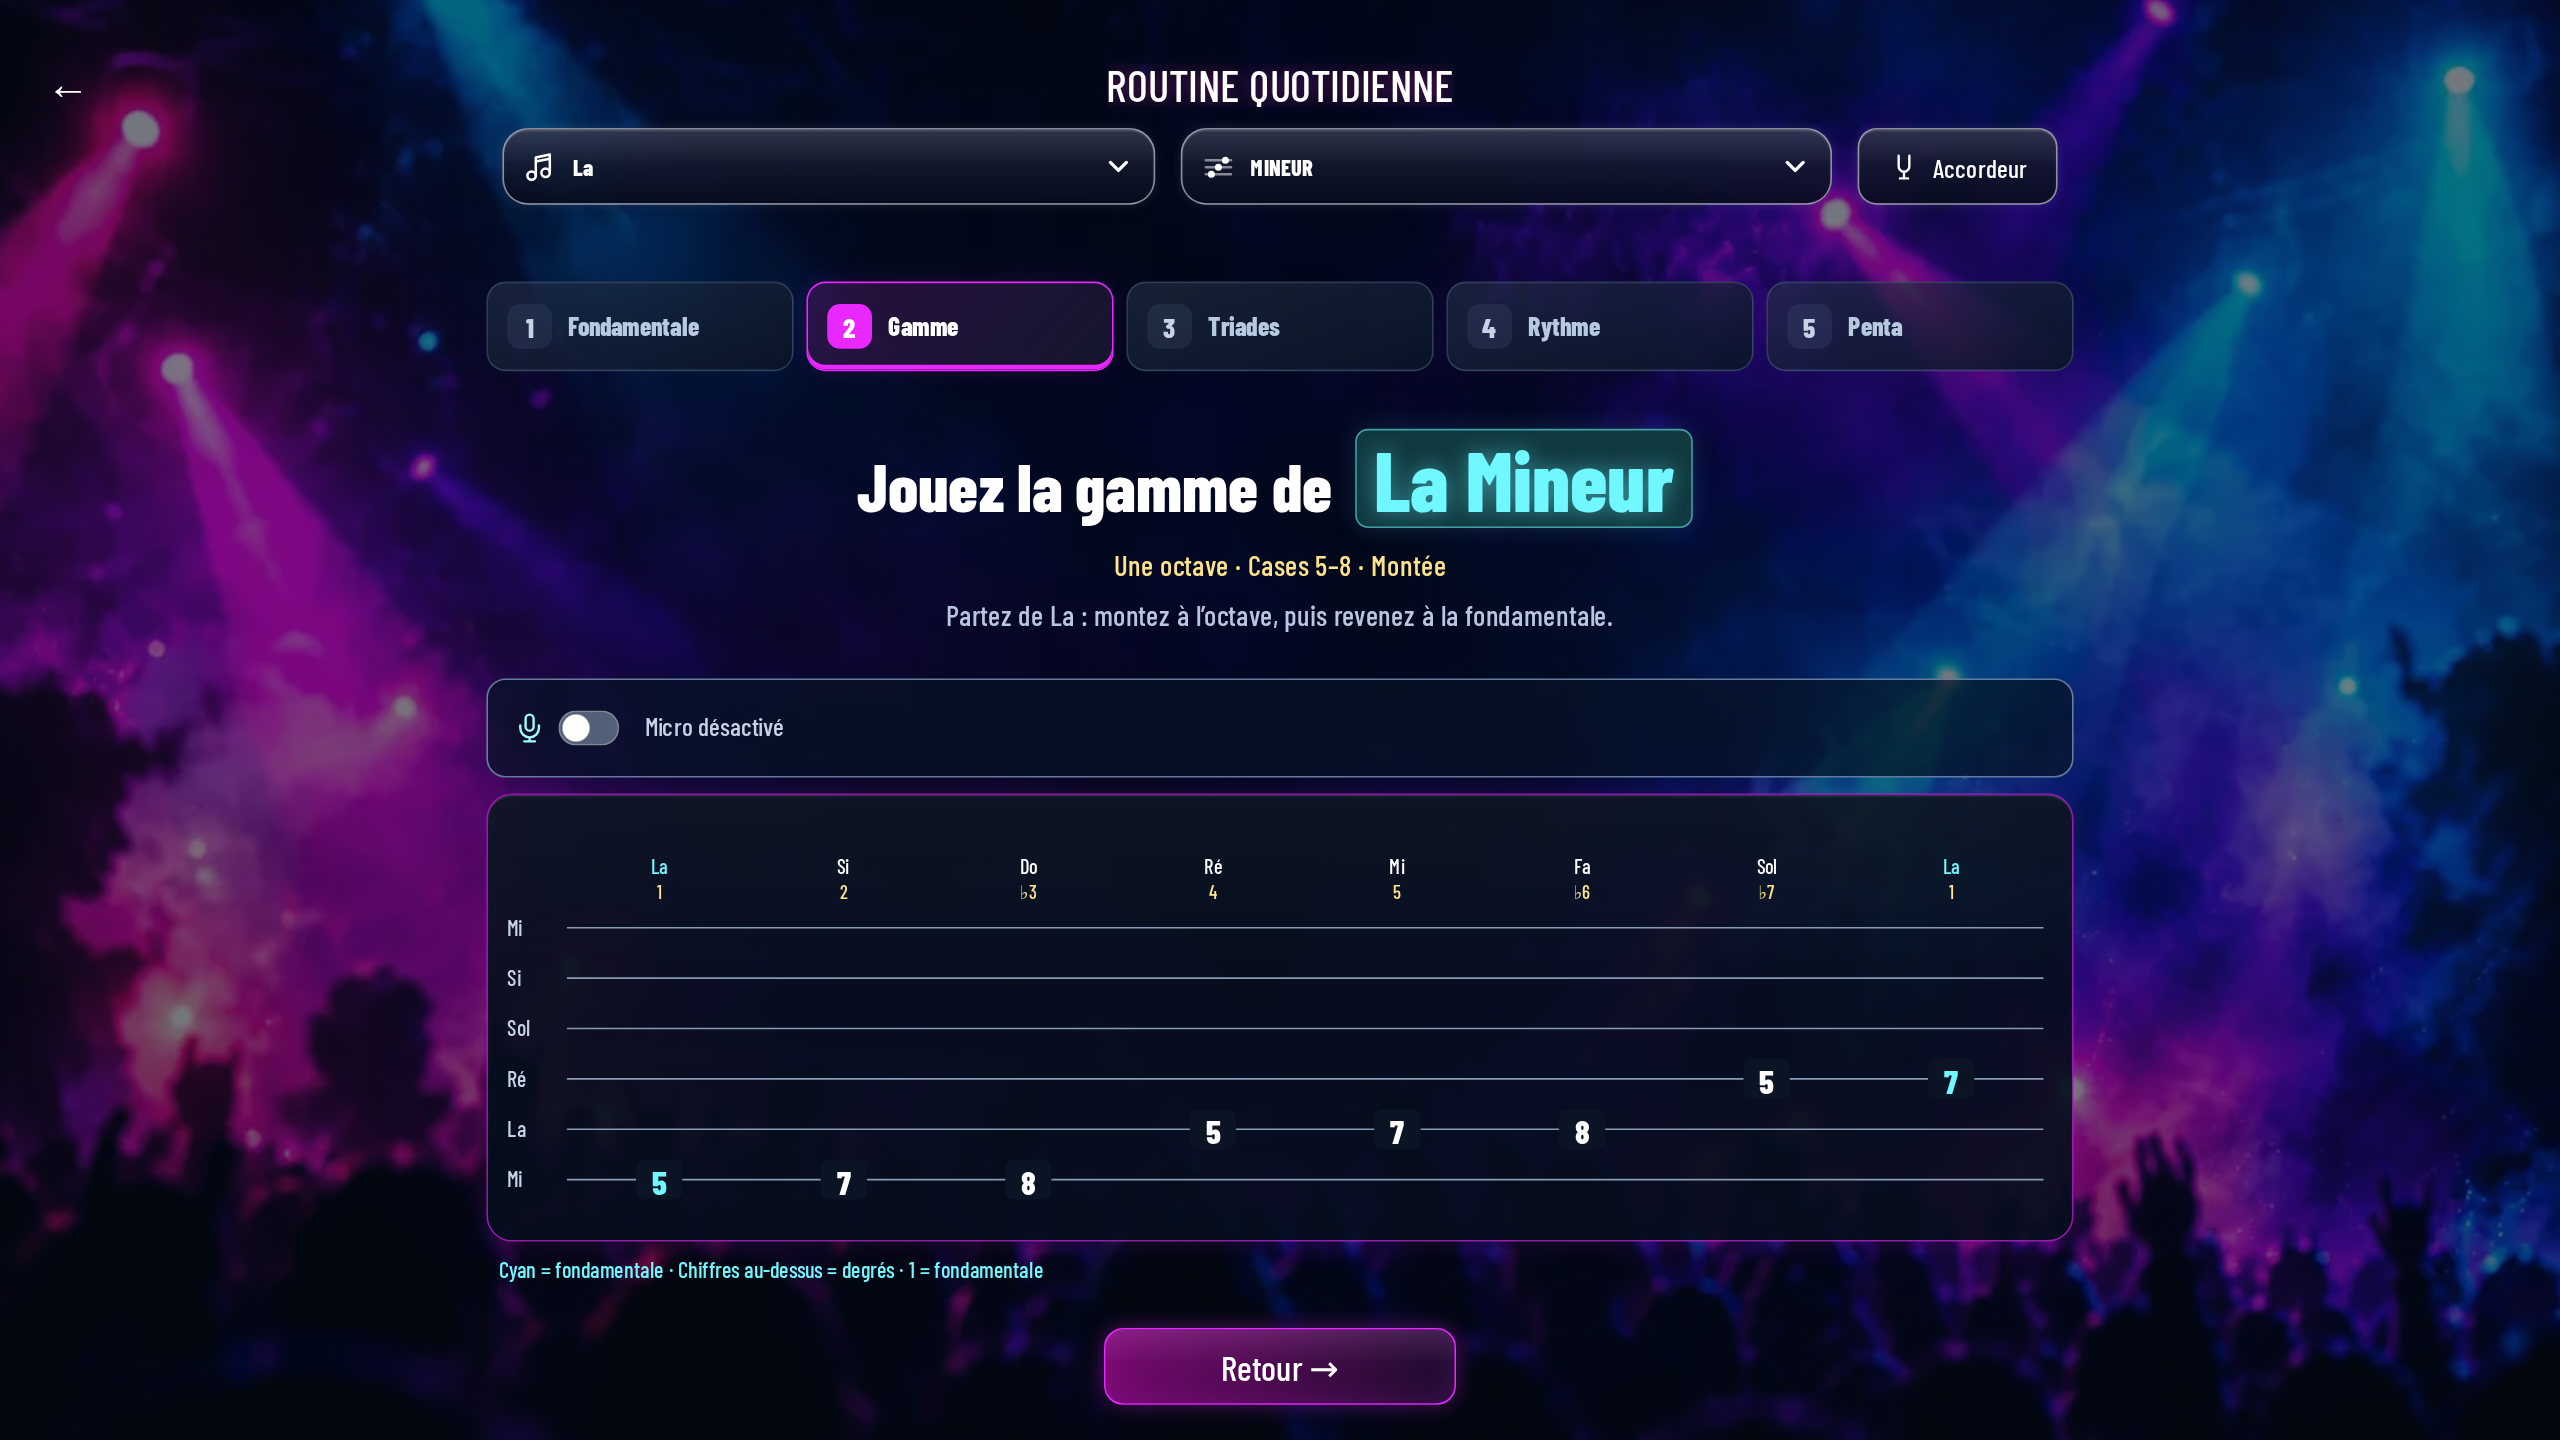 ←
ROUTINE QUOTIDIENNE
La
MINEUR
Accordeur
1 Fondamentale
2 Gamme
3 Triades
4 Rythme
5 Penta
Jouez la gamme de La Mineur
Une octave · Cases 5–8 · Montée
Partez de La : montez à l’octave, puis revenez à la fondamentale.
Micro désactivé
La Si Do Ré Mi Fa Sol La
1 2 ♭3 4 5 ♭6 ♭7 1
Mi
Si
Sol
Ré 5 7
La 5 7 8
Mi 5 7 8
Cyan = fondamentale · Chiffres au-dessus = degrés · 1 = fondamentale
Retour →